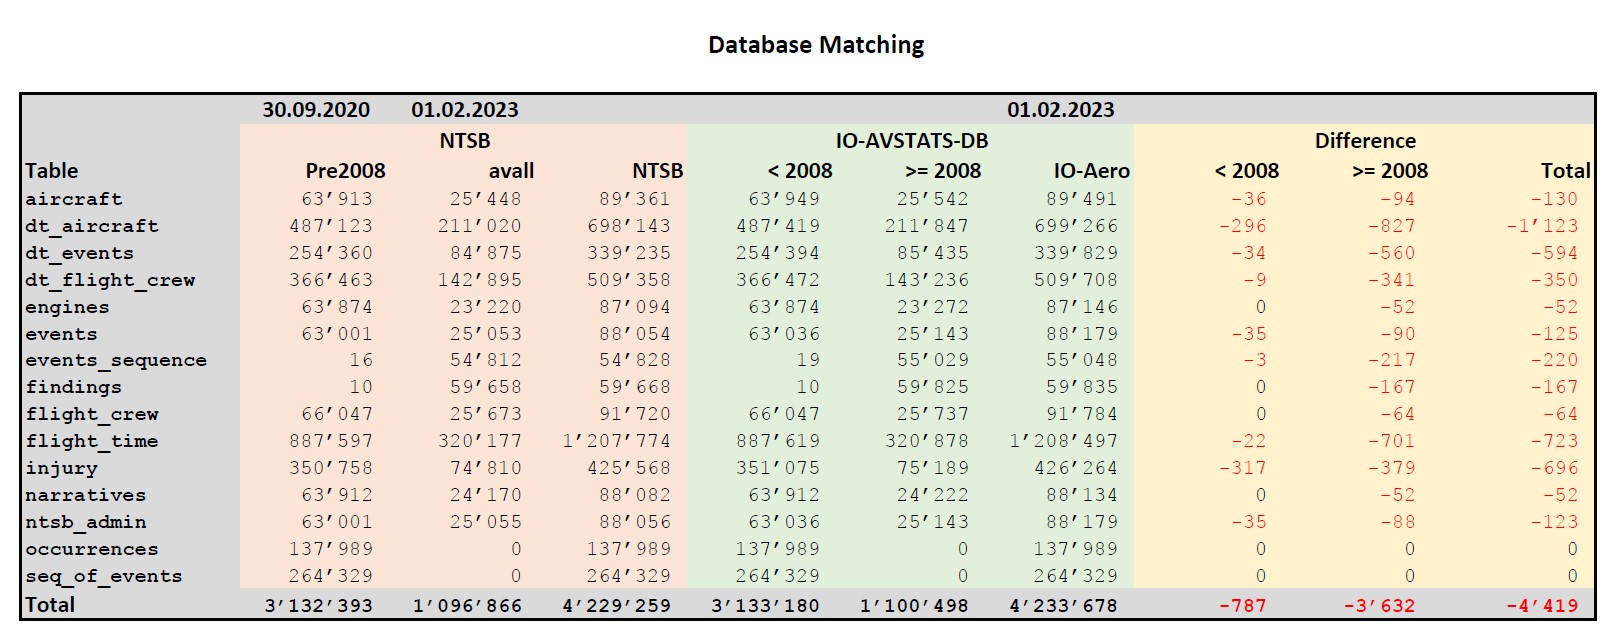 Database Matching
30.09.2020 01.02.2023 01.02.2023
NTSB IO-AVSTATS-DB Difference
Table Pre2008 avall NTSB < 2008 >= 2008 IO-Aero < 2008 >= 2008 Total
aircraft 63’913 25’448 89’361 63’949 25’542 89’491 -36 -94 -130
dt_aircraft 487’123 211’020 698’143 487’419 211’847 699’266 -296 -827 -1’123
dt_events 254’360 84’875 339’235 254’394 85’435 339’829 -34 -560 -594
dt_flight_crew 366’463 142’895 509’358 366’472 143’236 509’708 -9 -341 -350
engines 63’874 23’220 87’094 63’874 23’272 87’146 0 -52 -52
events 63’001 25’053 88’054 63’036 25’143 88’179 -35 -90 -125
events_sequence 16 54’812 54’828 19 55’029 55’048 -3 -217 -220
findings 10 59’658 59’668 10 59’825 59’835 0 -167 -167
flight_crew 66’047 25’673 91’720 66’047 25’737 91’784 0 -64 -64
flight_time 887’597 320’177 1’207’774 887’619 320’878 1’208’497 -22 -701 -723
injury 350’758 74’810 425’568 351’075 75’189 426’264 -317 -379 -696
narratives 63’912 24’170 88’082 63’912 24’222 88’134 0 -52 -52
ntsb_admin 63’001 25’055 88’056 63’036 25’143 88’179 -35 -88 -123
occurrences 137’989 0 137’989 137’989 0 137’989 0 0 0
seq_of_events 264’329 0 264’329 264’329 0 264’329 0 0 0
Total 3’132’393 1’096’866 4’229’259 3’133’180 1’100’498 4’233’678 -787 -3’632 -4’419